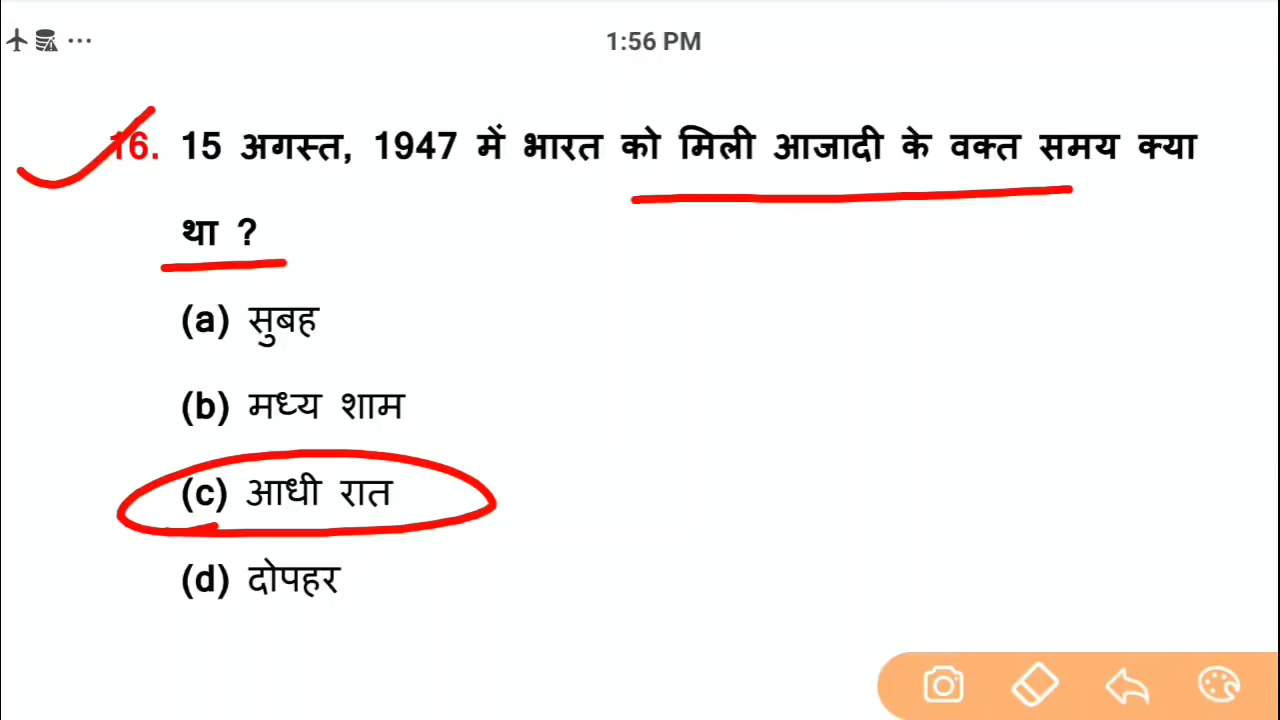 1:56 PM
16. 15 अगस्त, 1947 में भारत को मिली आजादी के वक्त समय क्या
था ?
(a) सुबह
(b) मध्य शाम
(c) आधी रात
(d) दोपहर